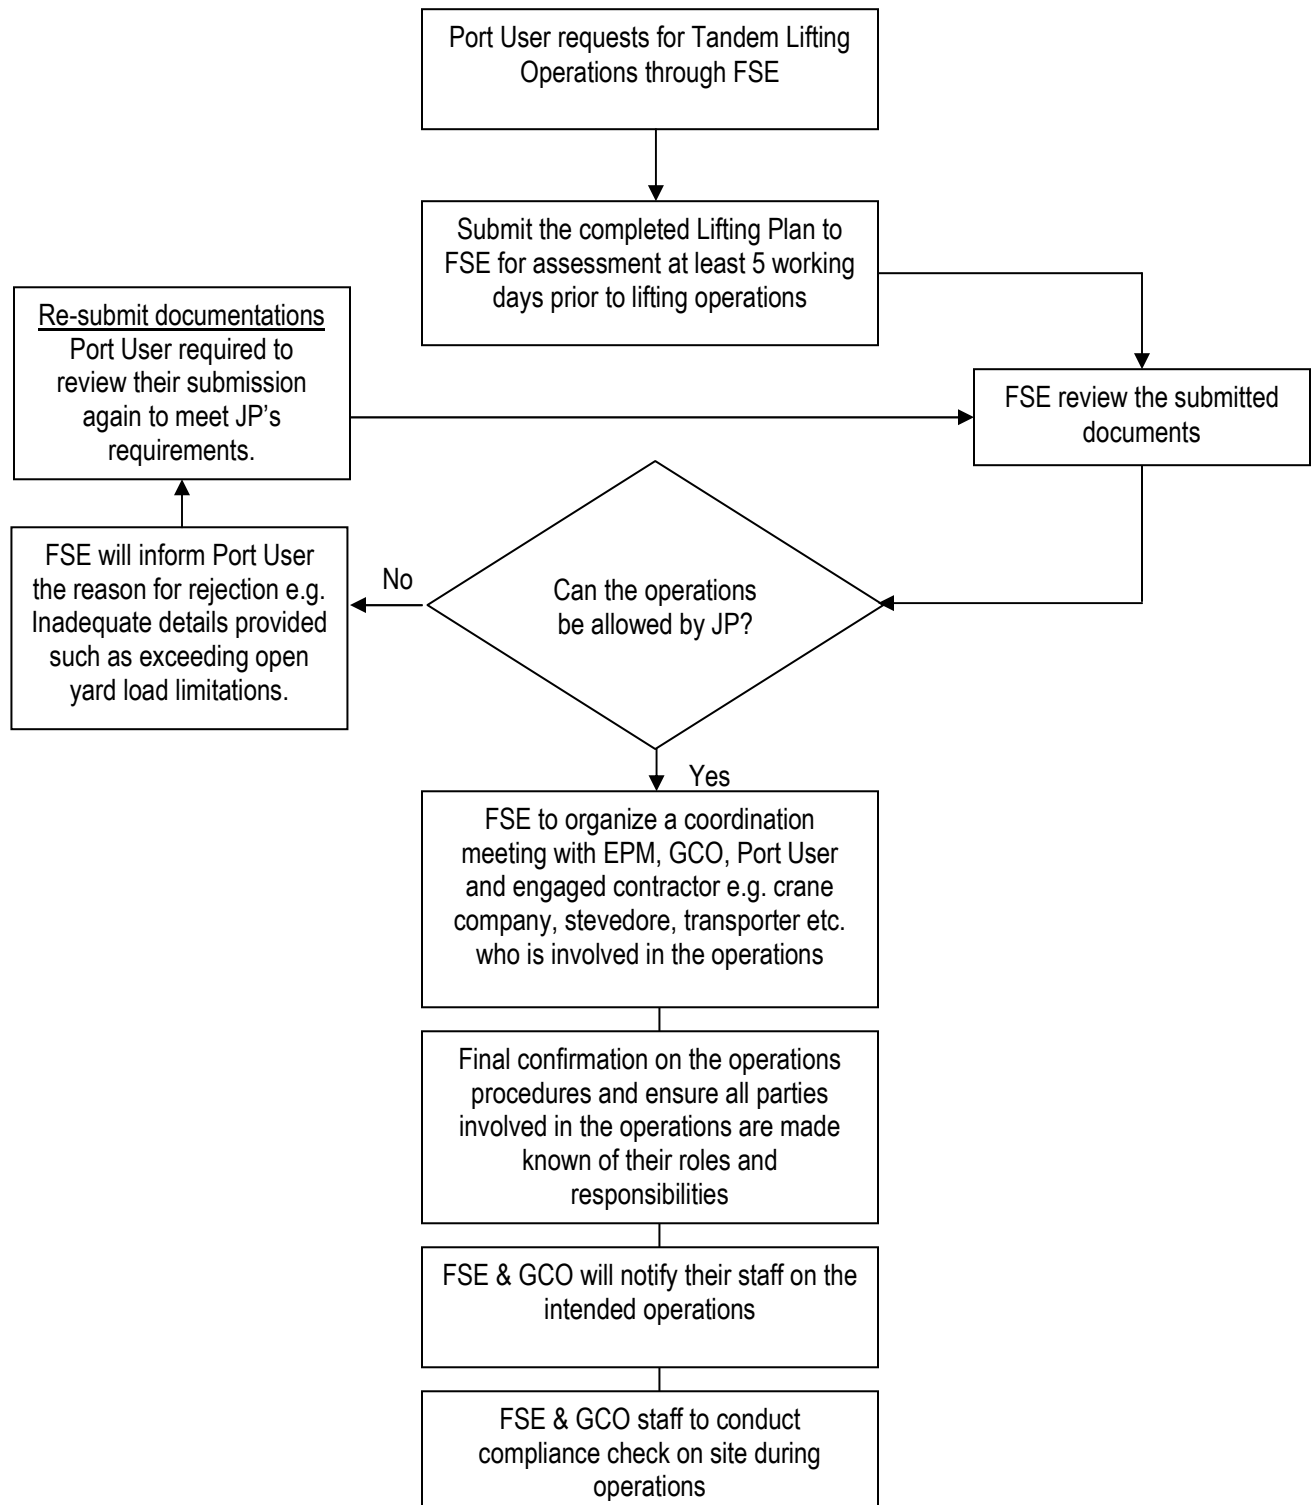 Port User requests for Tandem Lifting
Operations through FSE
Submit the completed Lifting Plan to
FSE for assessment at least 5 working
days prior to lifting operations
Re-submit documentations
Port User required to
review their submission
again to meet JP’s
requirements.
FSE review the submitted
documents
FSE will inform Port User
the reason for rejection e.g.
Inadequate details provided
such as exceeding open
yard load limitations.
No
Can the operations
be allowed by JP?
Yes
FSE to organize a coordination
meeting with EPM, GCO, Port User
and engaged contractor e.g. crane
company, stevedore, transporter etc.
who is involved in the operations
Final confirmation on the operations
procedures and ensure all parties
involved in the operations are made
known of their roles and
responsibilities
FSE & GCO will notify their staff on the
intended operations
FSE & GCO staff to conduct
compliance check on site during
operations